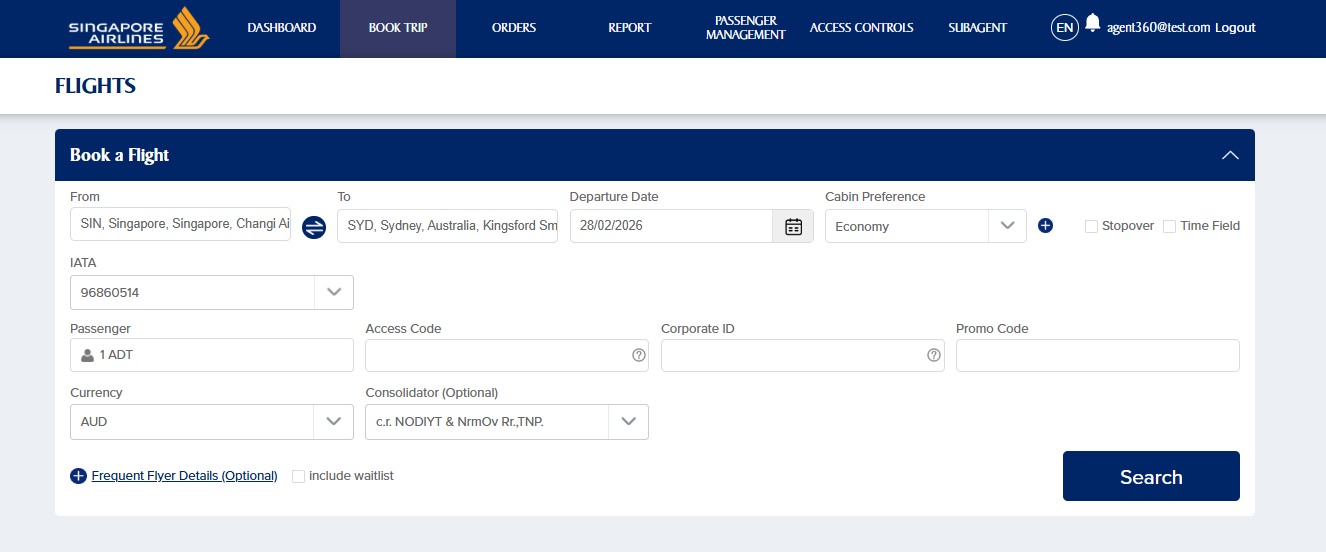 SINGAPORE
AIRLINES
DASHBOARD
BOOK TRIP
ORDERS
REPORT
PASSENGER
MANAGEMENT
ACCESS CONTROLS
SUBAGENT
EN
agent360@test.com Logout
FLIGHTS
Book a Flight
From
To
Departure Date
Cabin Preference
SIN, Singapore, Singapore, Changi Ai
SYD, Sydney, Australia, Kingsford Sm
28/02/2026
Economy
Stopover
Time Field
IATA
96860514
Passenger
Access Code
Corporate ID
Promo Code
1 ADT
Currency
Consolidator (Optional)
AUD
c.r. NODIYT & NrmOv Rr.,TNP.
Frequent Flyer Details (Optional)
include waitlist
Search